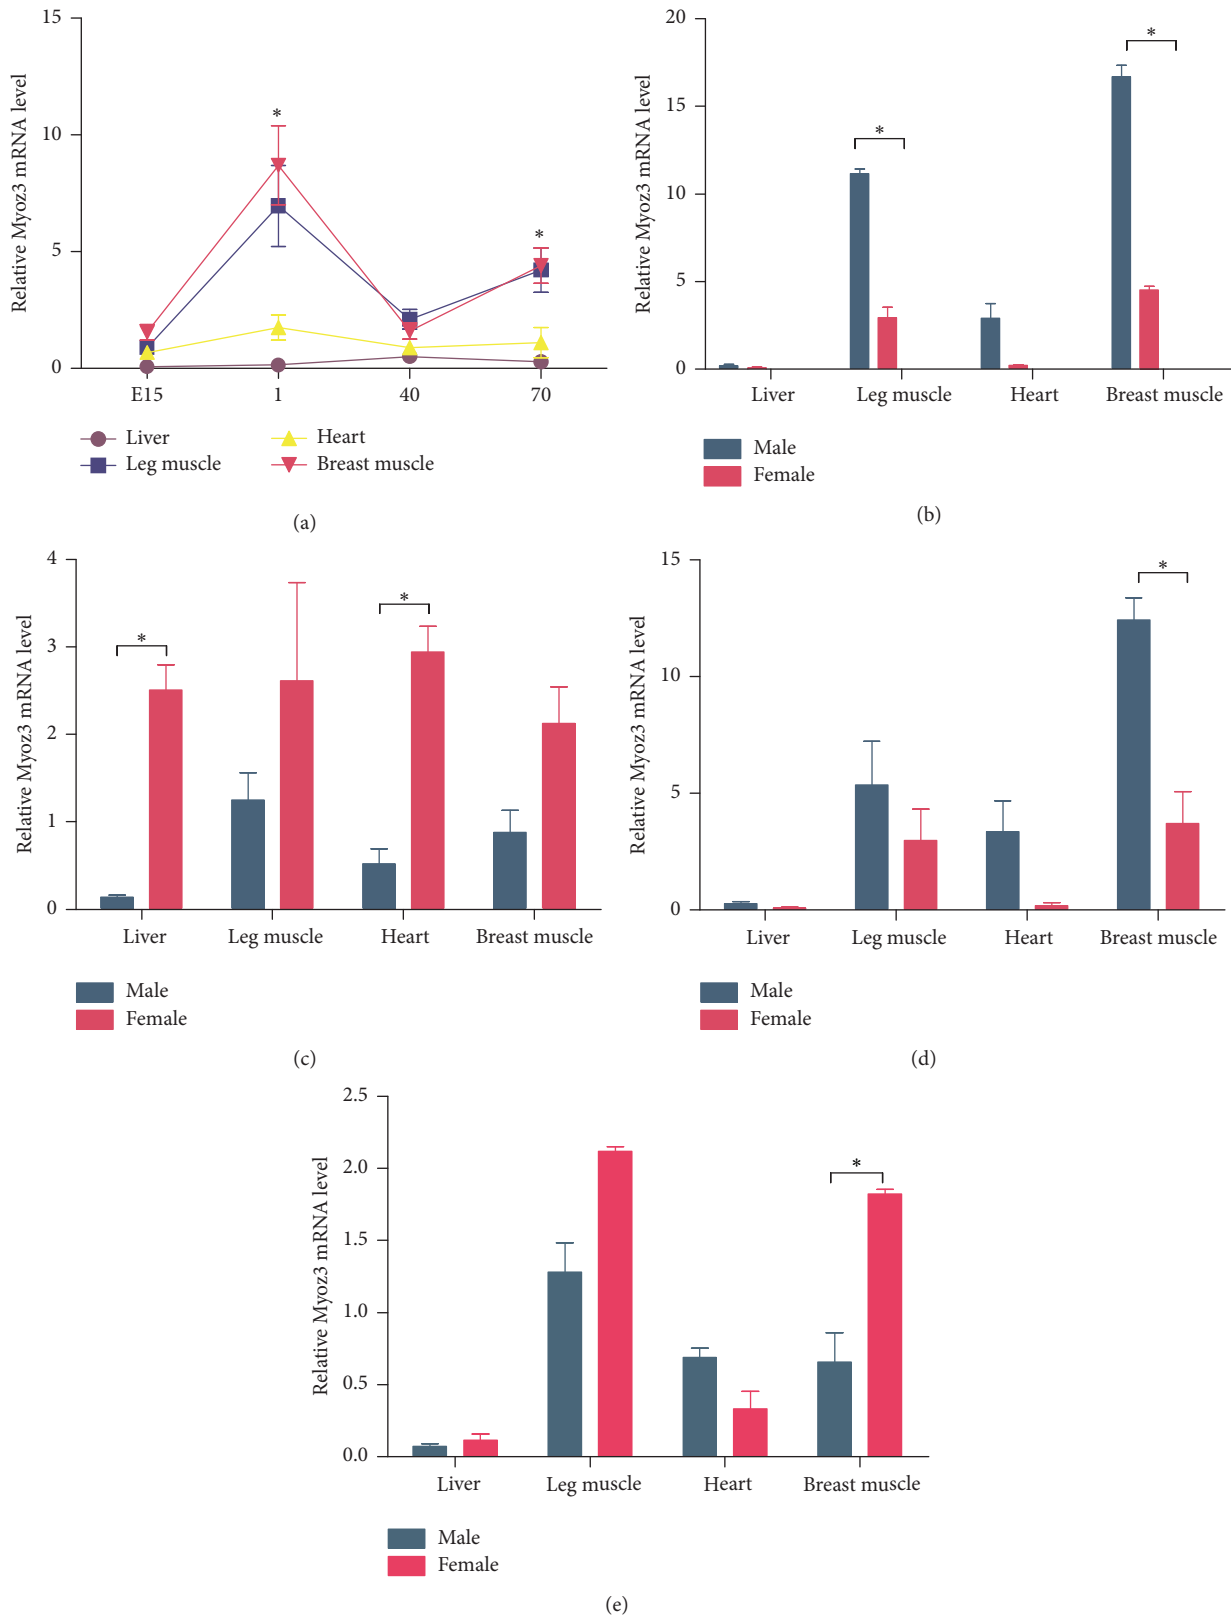 Relative Myoz3 mRNA level
15
10
5
0
*
*
E15 1 40 70
Liver Heart
Leg muscle Breast muscle
(a)
Relative Myoz3 mRNA level
20
15
10
5
0
*
*
Liver Leg muscle Heart Breast muscle
Male
Female
(b)
Relative Myoz3 mRNA level
4
3
2
1
0
*
*
Liver Leg muscle Heart Breast muscle
Male
Female
(c)
Relative Myoz3 mRNA level
15
10
5
0
*
Liver Leg muscle Heart Breast muscle
Male
Female
(d)
Relative Myoz3 mRNA level
2.5
2.0
1.5
1.0
0.5
0.0
*
Liver Leg muscle Heart Breast muscle
Male
Female
(e)